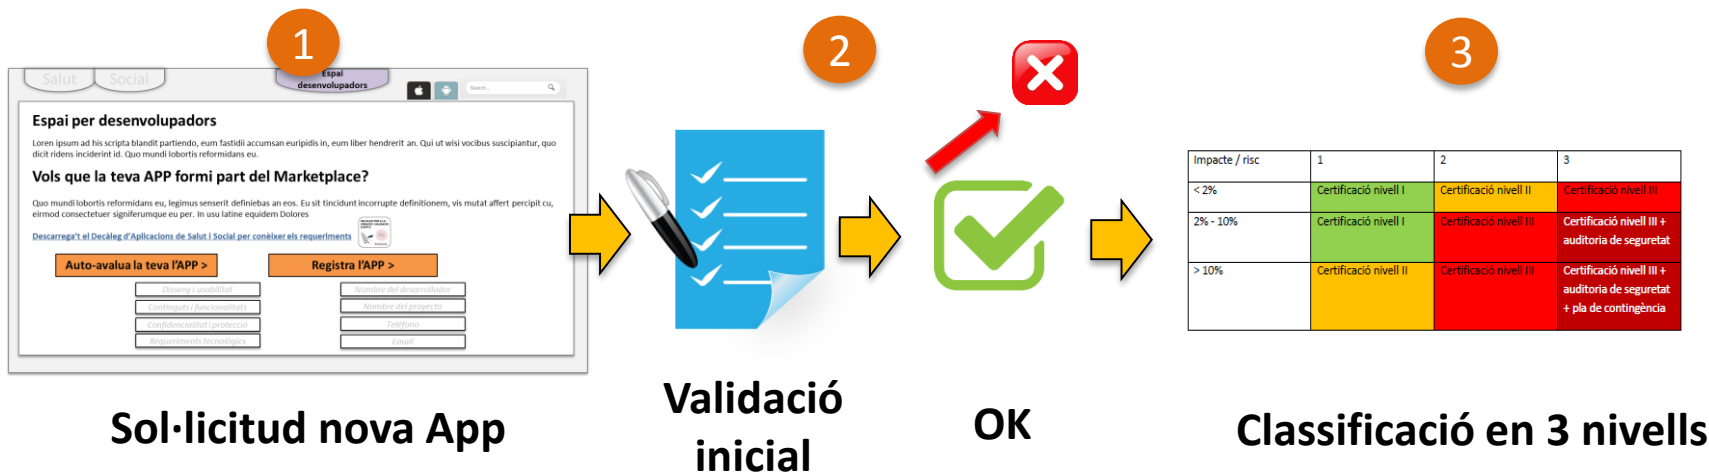 1
2
3
Salut
Social
Espai
desenvolupadors
Search...
Espai per desenvolupadors
Loren ipsum ad his scripta blandit partiendo, eum fastidii accumsan euripidis in, eum liber hendrerit an. Qui ut wisi vocibus suscipiantur, quo
dicit ridens inciderint id. Quo mundi lobortis reformidans eu.
Vols que la teva APP formi part del Marketplace?
Quo mundi lobortis reformidans eu, legimus senserit definiebas an eos. Eu sit tincidunt incorrupte definitionem, vis mutat affert percipit cu,
eirmod consectetuer signiferumque eu per. In usu latine equidem Dolores
Descarrega't el Decàleg d'Aplicacions de Salut i Social per conèixer els requeriments
Auto-avalua la teva l'APP >
Registra l'APP >
Disseny i usabilitat
Continguts i funcionalitats
Confidencialitat i protecció
Requeriments tecnològics
Nombre del desarrollador
Nombre del proyecto
Teléfono
Email
Impacte / risc
1
2
3
< 2%
Certificació nivell I
Certificació nivell II
Certificació nivell III
2% - 10%
Certificació nivell I
Certificació nivell III
Certificació nivell III +
auditoria de seguretat
> 10%
Certificació nivell II
Certificació nivell III
Certificació nivell III +
auditoria de seguretat
+ pla de contingència
Sol·licitud nova App
Validació
inicial
OK
Classificació en 3 nivells